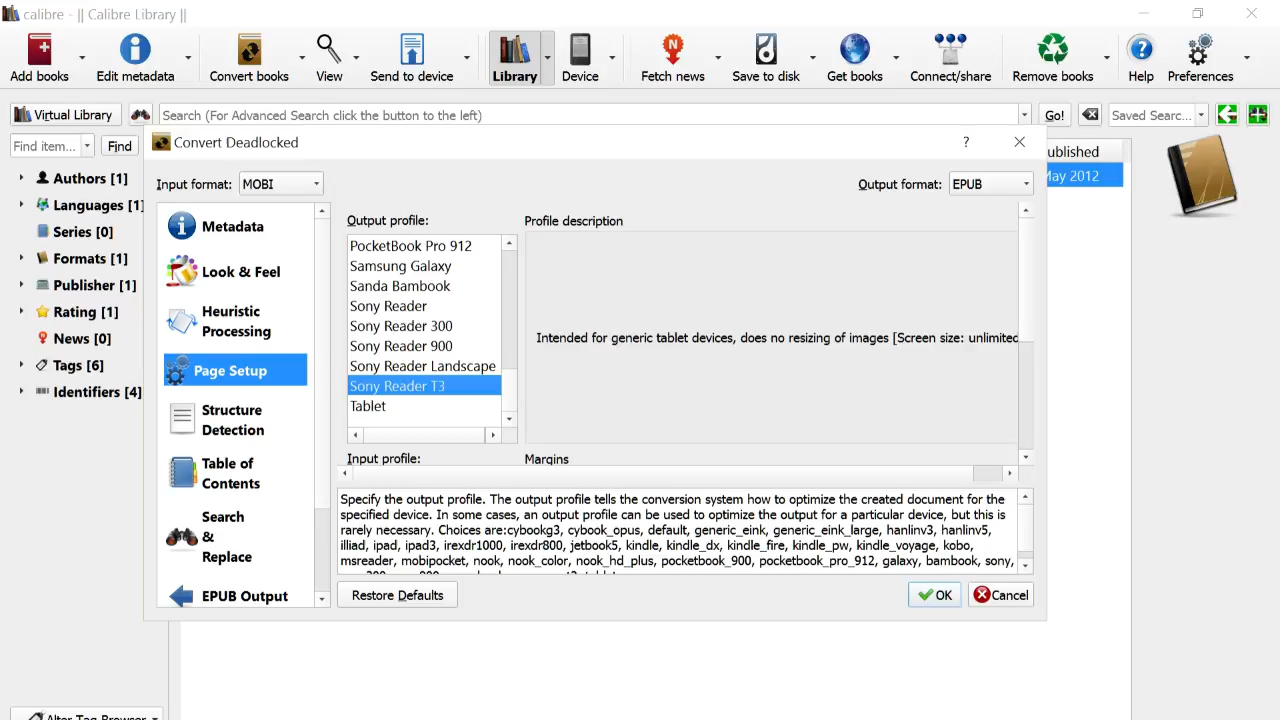 calibre - || Calibre Library ||
Add books
Edit metadata
Convert books
View
Send to device
Library
Device
Fetch news
Save to disk
Get books
Connect/share
Remove books
Help
Preferences
Virtual Library
Search (For Advanced Search click the button to the left)
Go!
Saved Searc...
Find item...
Find
Convert Deadlocked
?
ublished
May 2012
Authors [1]
Languages [1]
Series [0]
Formats [1]
Publisher [1]
Rating [1]
News [0]
Tags [6]
Identifiers [4]
Alter Tag Browser
Input format:
MOBI
Output format:
EPUB
Metadata
Look & Feel
Heuristic
Processing
Page Setup
Structure
Detection
Table of
Contents
Search
&
Replace
EPUB Output
Output profile:
PocketBook Pro 912
Samsung Galaxy
Sanda Bambook
Sony Reader
Sony Reader 300
Sony Reader 900
Sony Reader Landscape
Sony Reader T3
Tablet
Profile description
Intended for generic tablet devices, does no resizing of images [Screen size: unlimited
Input profile:
Margins
Specify the output profile. The output profile tells the conversion system how to optimize the created document for the
specified device. In some cases, an output profile can be used to optimize the output for a particular device, but this is
rarely necessary. Choices are:cybookg3, cybook_opus, default, generic_eink, generic_eink_large, hanlinv3, hanlinv5,
illiad, ipad, ipad3, irexdr1000, irexdr800, jetbook5, kindle, kindle_dx, kindle_fire, kindle_pw, kindle_voyage, kobo,
msreader, mobipocket, nook, nook_color, nook_hd_plus, pocketbook_900, pocketbook_pro_912, galaxy, bambook, sony,
Restore Defaults
OK
Cancel